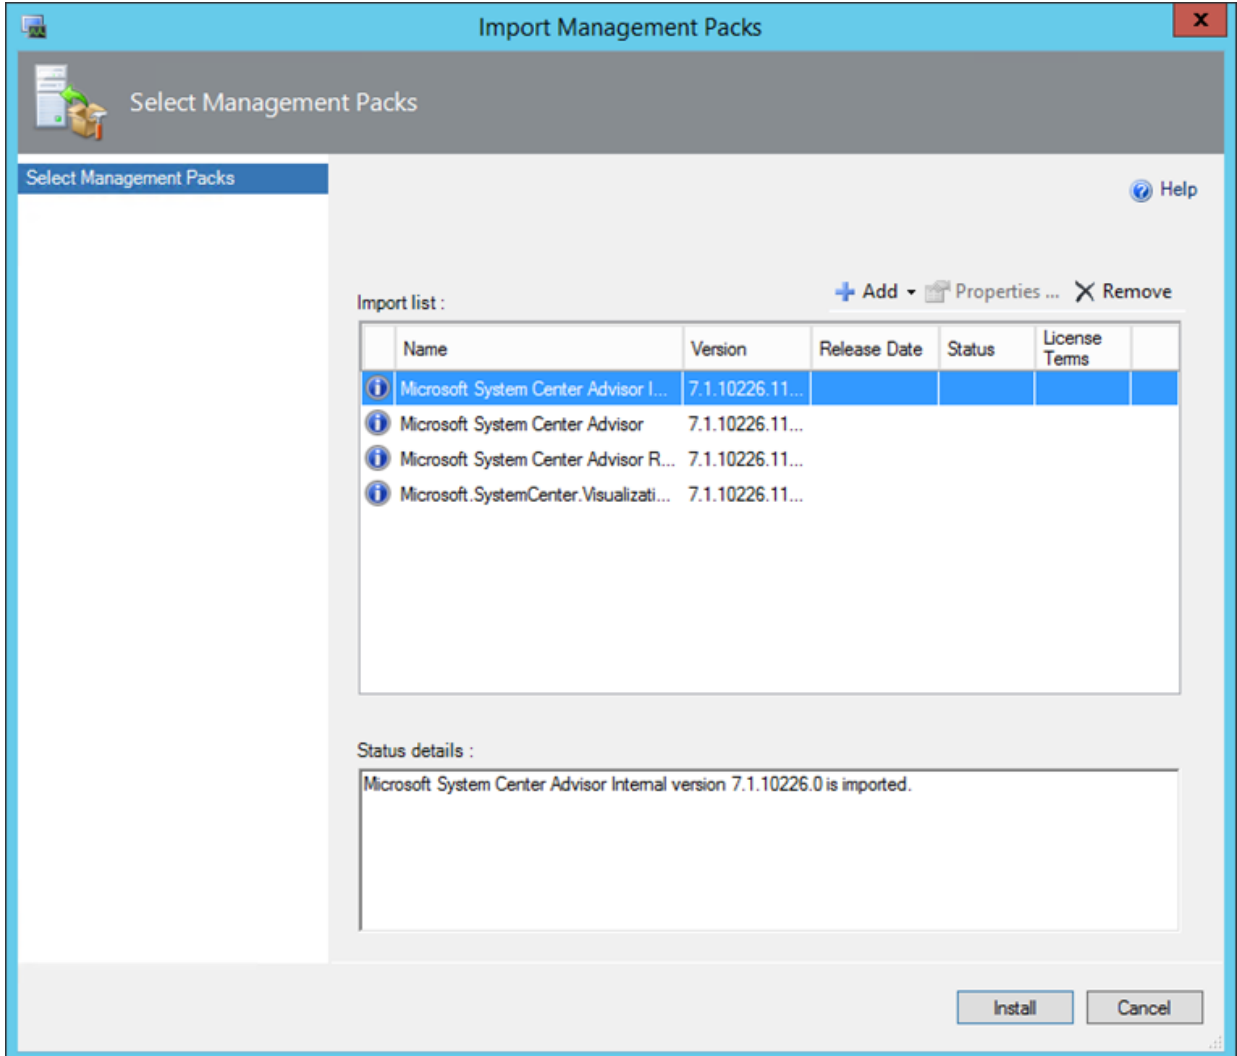 Import Management Packs
x
Select Management Packs
Select Management Packs
Help
Import list :
Add Properties ... Remove
Name Version Release Date Status License Terms
Microsoft System Center Advisor I... 7.1.10226.11...
Microsoft System Center Advisor 7.1.10226.11...
Microsoft System Center Advisor R... 7.1.10226.11...
Microsoft.SystemCenter.Visualizati... 7.1.10226.11...
Status details :
Microsoft System Center Advisor Internal version 7.1.10226.0 is imported.
Install Cancel